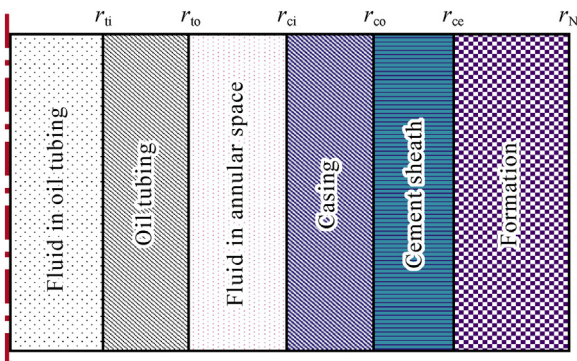 r_ti r_to r_ci r_co r_ce r_N
Fluid in oil tubing
Oil tubing
Fluid in annular space
Casing
Cement sheath
Formation